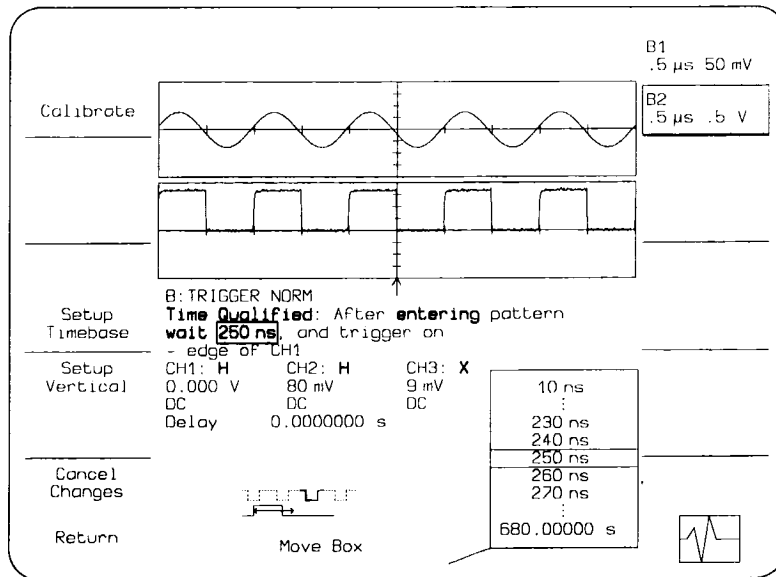 B1
.5 µs 50 mV
B2
.5 µs .5 V
Calibrate
B: TRIGGER NORM
Time Qualified: After entering pattern
wait 250 ns, and trigger on
- edge of CH1
CH1: H CH2: H CH3: X
0.000 V 80 mV 9 mV
DC DC DC
Delay 0.0000000 s
Setup
Timebase
Setup
Vertical
Cancel
Changes
Return
Move Box
10 ns
⋮
230 ns
240 ns
250 ns
260 ns
270 ns
⋮
680.00000 s